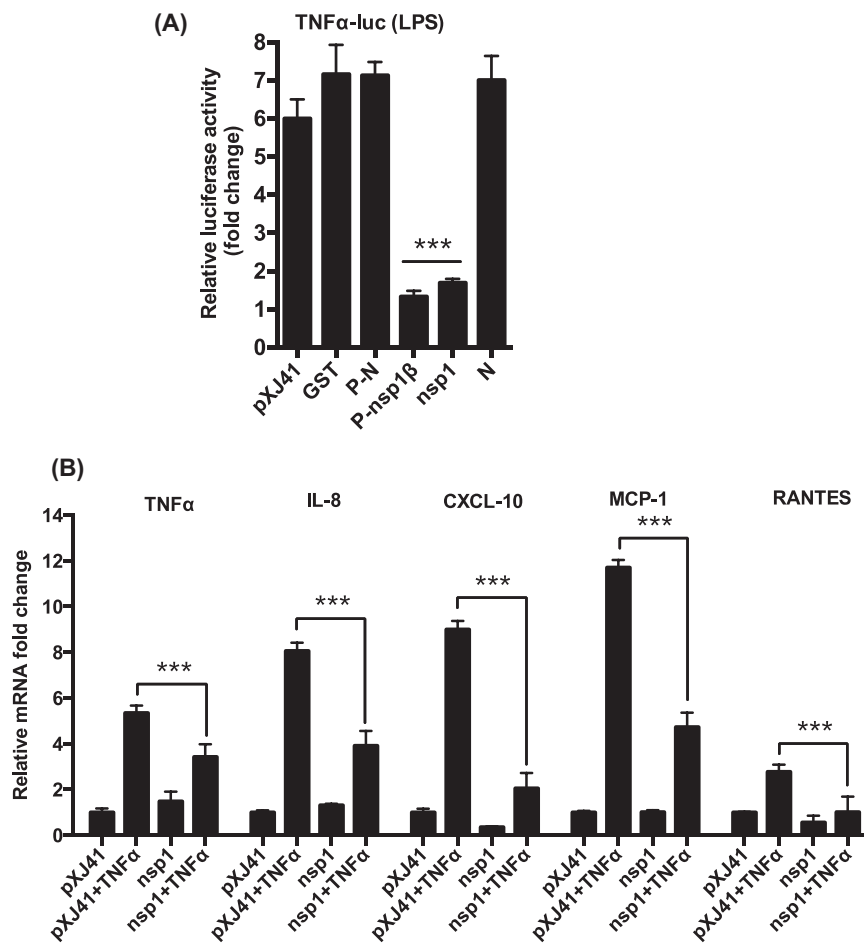 (A)
TNFα-luc (LPS)
Relative luciferase activity
(fold change)
8
7
6
5
4
3
2
1
0
***
pXJ41
GST
P-N
P-nsp1β
nsp1
N
(B)
TNFα
IL-8
CXCL-10
MCP-1
RANTES
Relative mRNA fold change
14
12
10
8
6
4
2
0
***
***
***
***
***
pXJ41
pXJ41+TNFα
nsp1
nsp1+TNFα
pXJ41
pXJ41+TNFα
nsp1
nsp1+TNFα
pXJ41
pXJ41+TNFα
nsp1
nsp1+TNFα
pXJ41
pXJ41+TNFα
nsp1
nsp1+TNFα
pXJ41
pXJ41+TNFα
nsp1
nsp1+TNFα